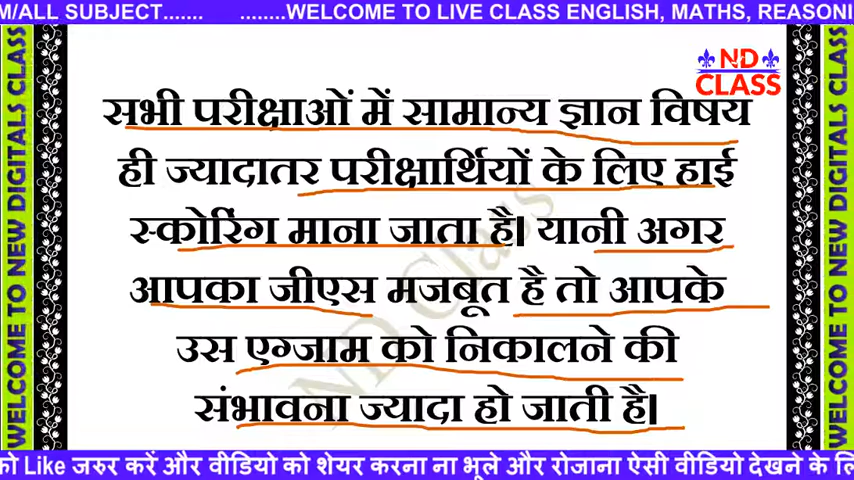 M/ALL SUBJECT....... ........WELCOME TO LIVE CLASS ENGLISH, MATHS, REASONI
ND
CLASS
सभी परीक्षाओं में सामान्य ज्ञान विषय
ही ज्यादातर परीक्षार्थियों के लिए हाई
स्कोरिंग माना जाता है। यानी अगर
आपका जीएस मजबूत है तो आपके
उस एग्जाम को निकालने की
संभावना ज्यादा हो जाती है।
ND Class
WELCOME TO NEW DIGITALS CLASS
WELCOME TO NEW DIGITALS CLASS
को Like जरुर करें और वीडियो को शेयर करना ना भूले और रोजाना ऐसी वीडियो देखने के लि